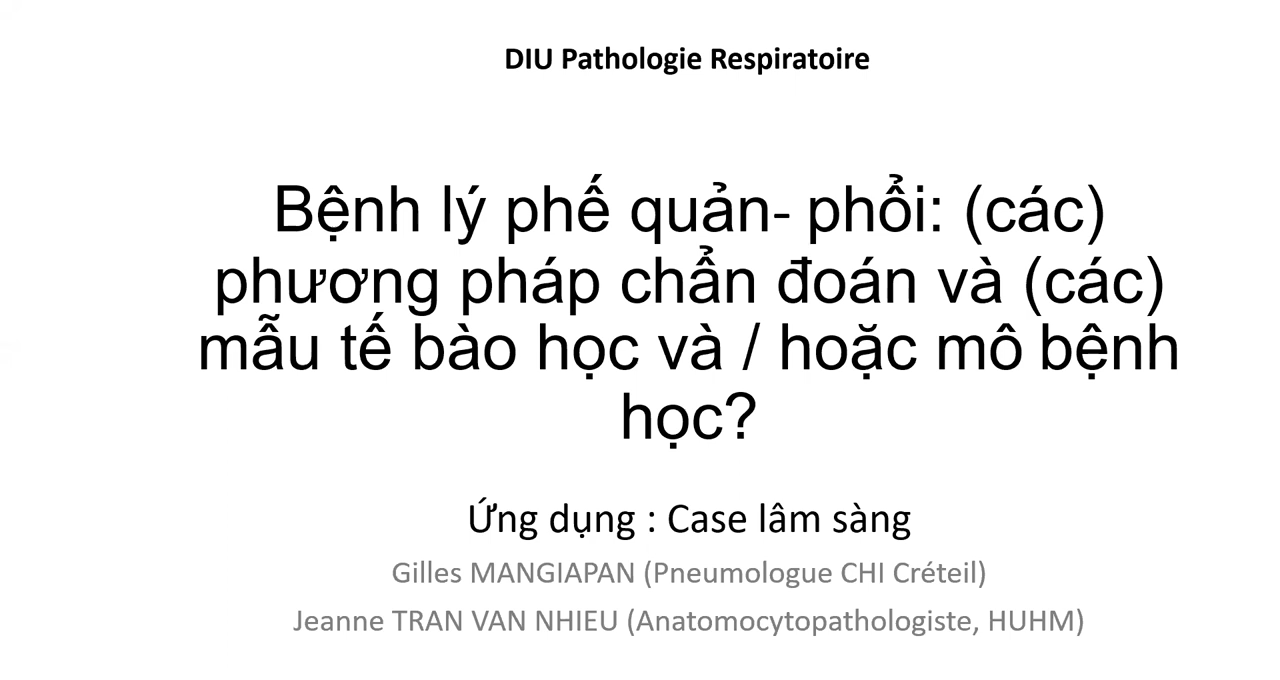 DIU Pathologie Respiratoire
Bệnh lý phế quản- phổi: (các)
phương pháp chẩn đoán và (các)
mẫu tế bào học và / hoặc mô bệnh
học?
Ứng dụng : Case lâm sàng
Gilles MANGIAPAN (Pneumologue CHI Créteil)
Jeanne TRAN VAN NHIEU (Anatomocytopathologiste, HUHM)